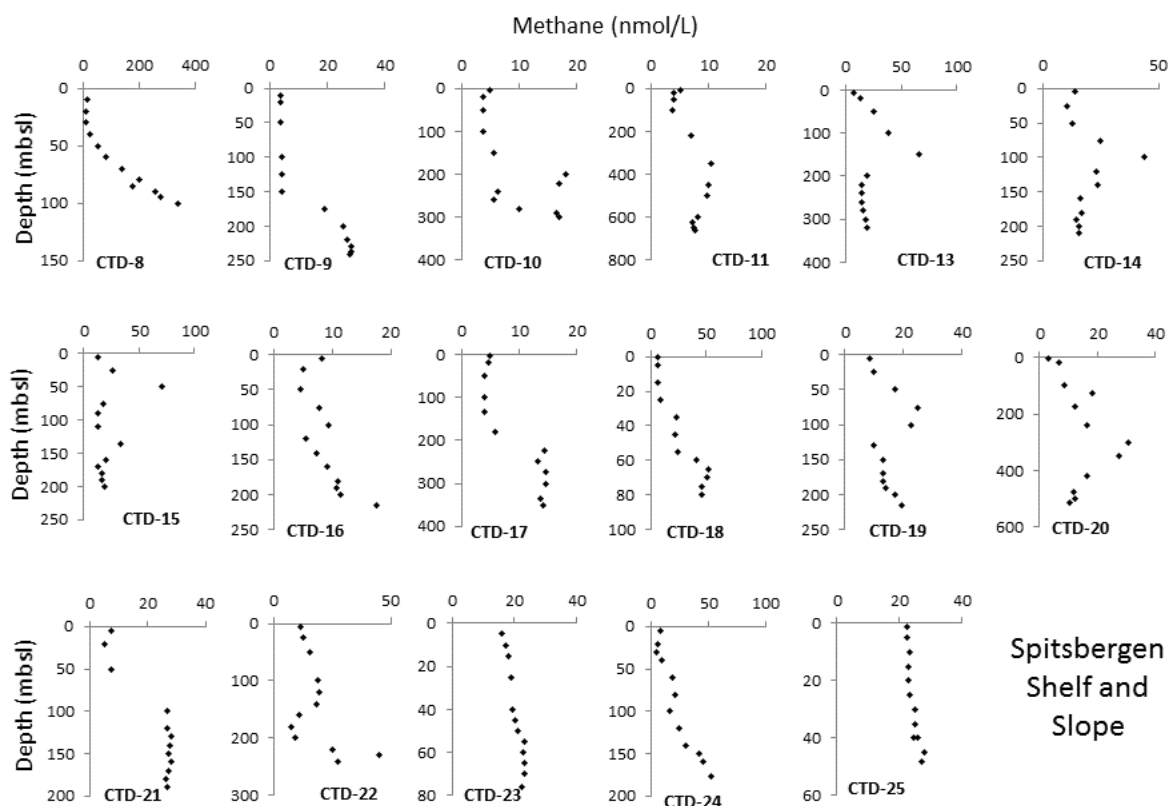 Methane (nmol/L)
0 200 400
0 20 40
0 10 20
0 10 20
0 50 100
0 50
Depth (mbsl)
0
50
100
150
CTD-8
0
50
100
150
200
250
CTD-9
0
100
200
300
400
CTD-10
0
200
400
600
800
CTD-11
0
100
200
300
400
CTD-13
0
50
100
150
200
250
CTD-14
0 50 100
0 10 20
0 10 20
0 50 100
0 20 40
0 20 40
Depth (mbsl)
0
50
100
150
200
250
CTD-15
0
50
100
150
200
250
CTD-16
0
100
200
300
400
CTD-17
0
20
40
60
80
100
CTD-18
0
50
100
150
200
250
CTD-19
0
200
400
600
CTD-20
0 20 40
0 50
0 20 40
0 50 100
0 20 40
Depth (mbsl)
0
50
100
150
200
CTD-21
0
100
200
300
CTD-22
0
20
40
60
80
CTD-23
0
50
100
150
200
CTD-24
0
20
40
60
CTD-25
Spitsbergen
Shelf and
Slope